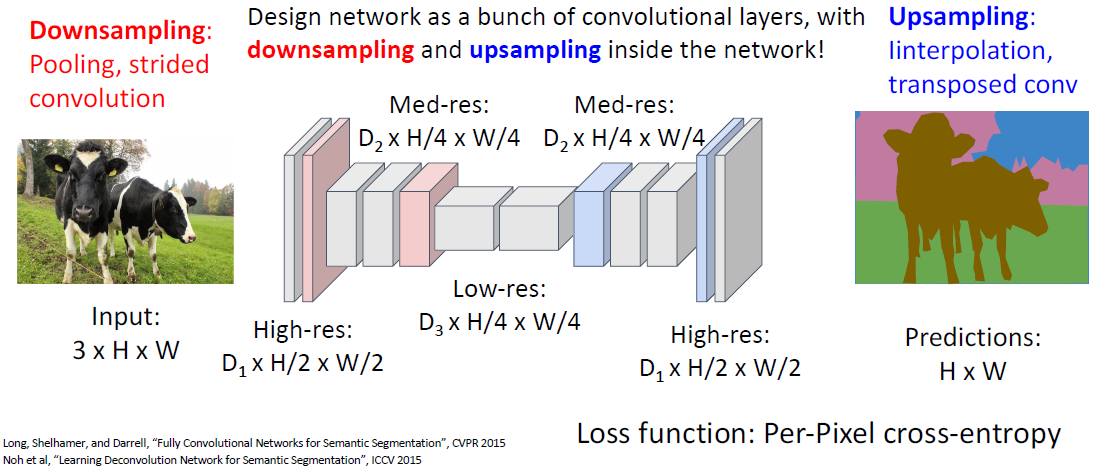 Downsampling:
Pooling, strided
convolution
Design network as a bunch of convolutional layers, with
downsampling and upsampling inside the network!
Upsampling:
Iinterpolation,
transposed conv
Med-res:
D₂ x H/4 x W/4
Med-res:
D₂ x H/4 x W/4
Input:
3 x H x W
High-res:
D₁ x H/2 x W/2
Low-res:
D₃ x H/4 x W/4
High-res:
D₁ x H/2 x W/2
Predictions:
H x W
Loss function: Per-Pixel cross-entropy
Long, Shelhamer, and Darrell, “Fully Convolutional Networks for Semantic Segmentation”, CVPR 2015
Noh et al, “Learning Deconvolution Network for Semantic Segmentation”, ICCV 2015